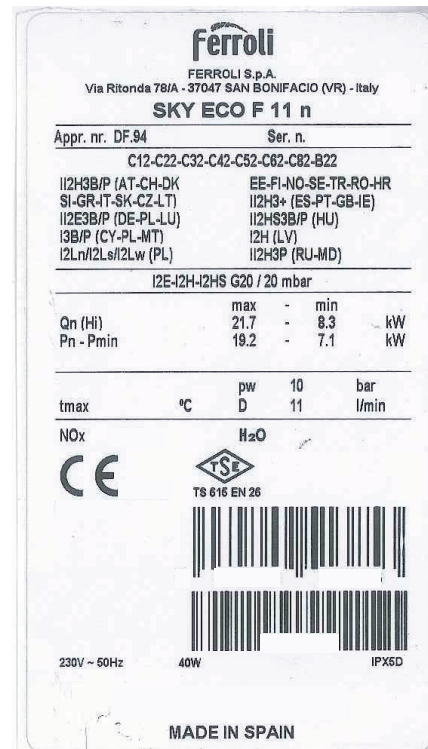 Ferroli
FERROLI S.p.A.
Via Ritonda 78/A - 37047 SAN BONIFACIO (VR) - Italy
SKY ECO F 11 n
Appr. nr. DF.94 Ser. n.
C12-C22-C32-C42-C52-C62-C82-B22
II2H3B/P (AT-CH-DK EE-FI-NO-SE-TR-RO-HR
SI-GR-IT-SK-CZ-LT) II2H3+ (ES-PT-GB-IE)
II2E3B/P (DE-PL-LU) II2HS3B/P (HU)
I3B/P (CY-PL-MT) I2H (LV)
I2Ln/I2Ls/I2Lw (PL) II2H3P (RU-MD)
I2E-I2H-I2HS G20 / 20 mbar
max - min
Qn (Hi) 21.7 - 8.3 kW
Pn - Pmin 19.2 - 7.1 kW
pw 10 bar
tmax ºC D 11 l/min
NOx H2O
CE
TSE
TS 615 EN 26
230V ~ 50Hz 40W IPX5D
MADE IN SPAIN